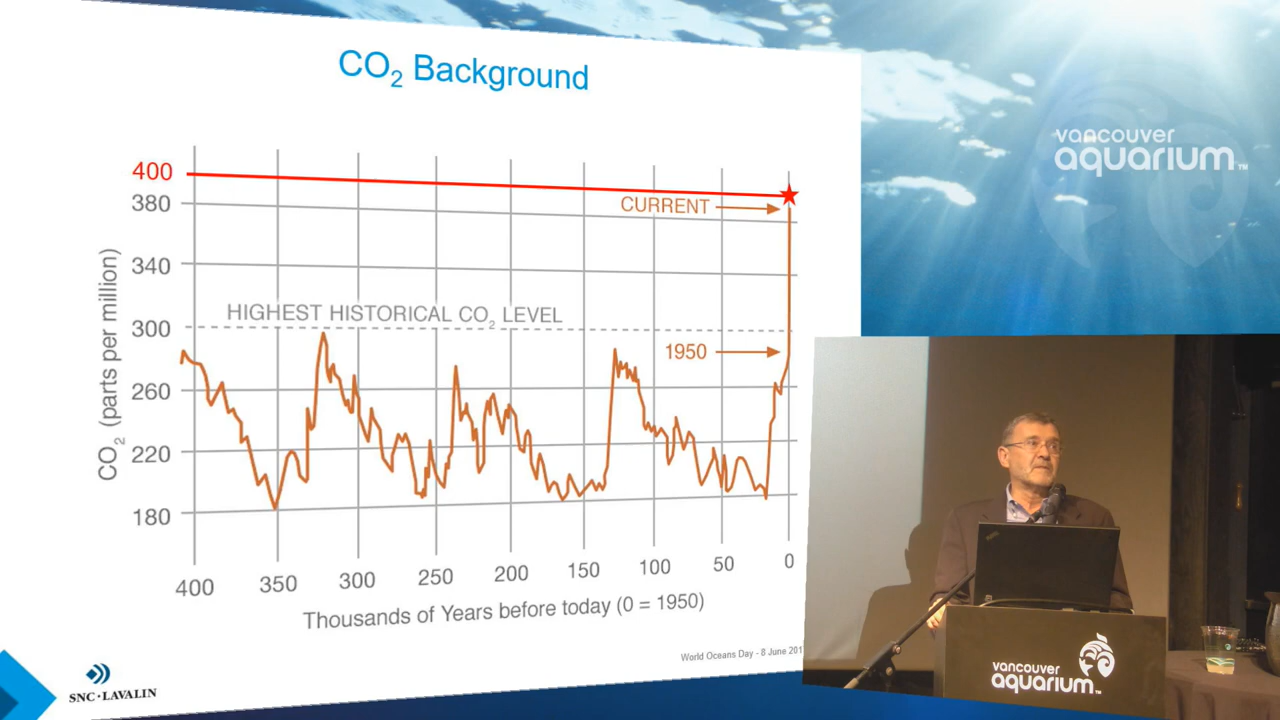 CO₂ Background
400
380
340
300
260
220
180
CO₂ (parts per million)
CURRENT
HIGHEST HISTORICAL CO₂ LEVEL
1950
400 350 300 250 200 150 100 50 0
Thousands of Years before today (0 = 1950)
World Oceans Day - 8 June 201
SNC·LAVALIN
vancouver
aquarium™
vancouver
aquarium™